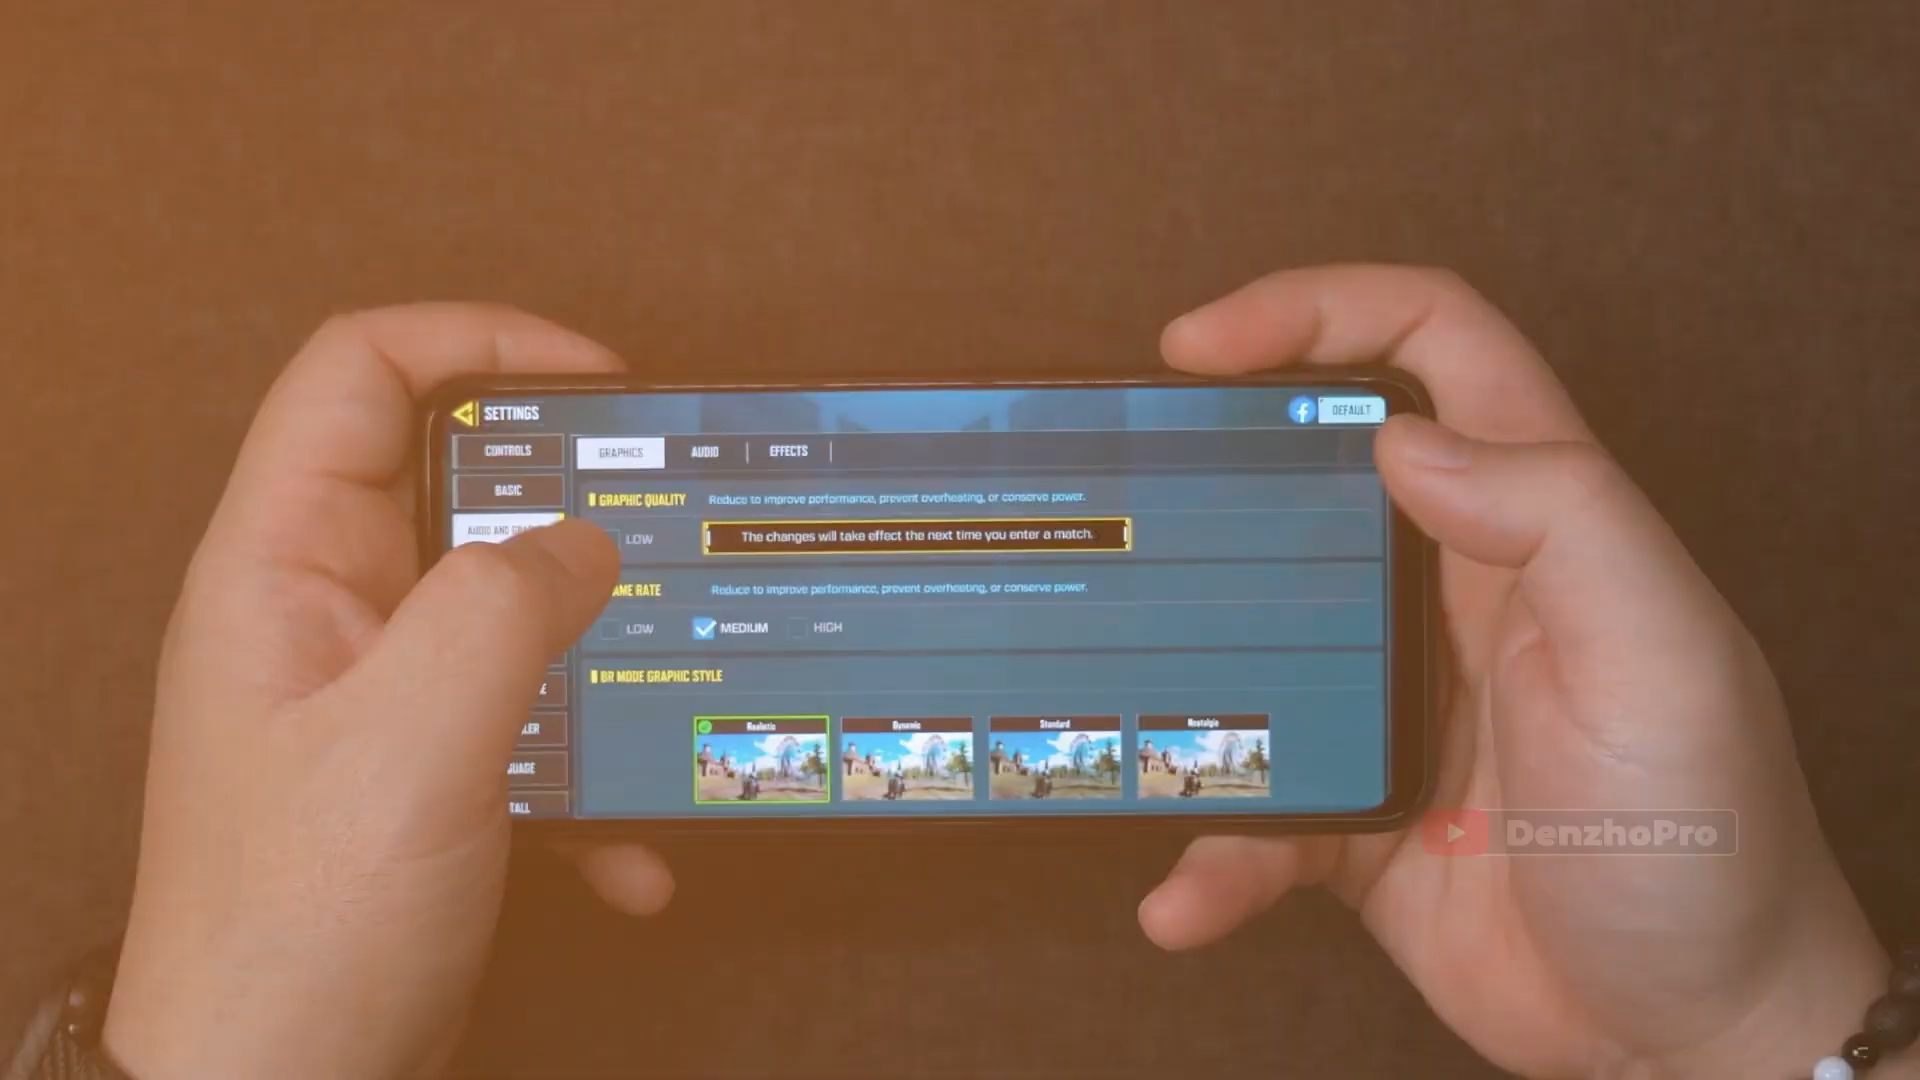 SETTINGS
DEFAULT
CONTROLS
GRAPHICS
AUDIO
EFFECTS
BASIC
GRAPHIC QUALITY
Reduce to improve performance, prevent overheating, or conserve power.
AUDIO AND
LOW
The changes will take effect the next time you enter a match.
AME RATE
Reduce to improve performance, prevent overheating, or conserve power.
LOW
MEDIUM
HIGH
BR MODE GRAPHIC STYLE
Realistic
Dynamic
Standard
Nostalgic
DenzhoPro